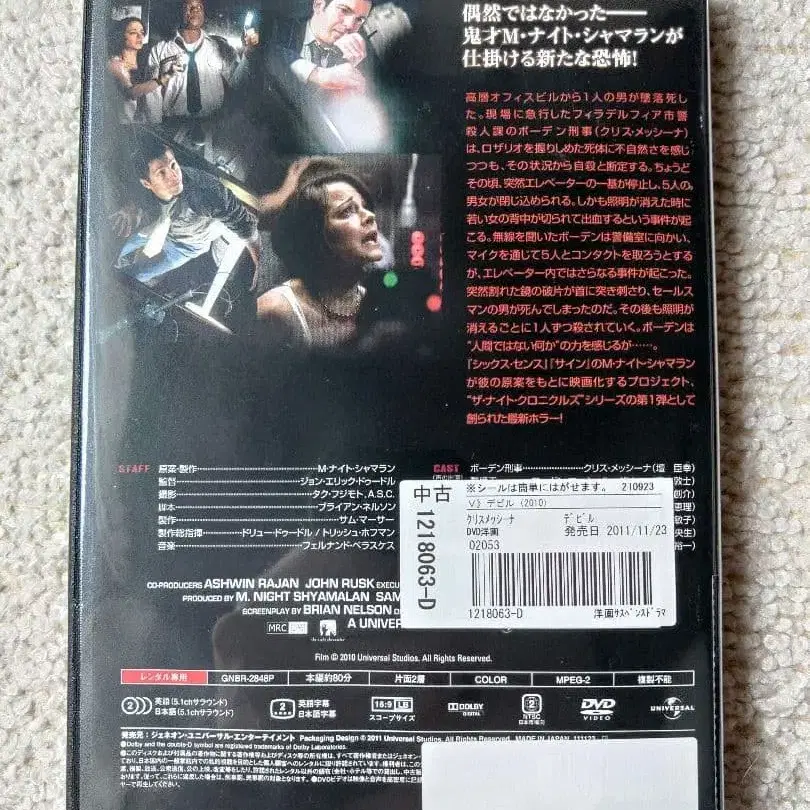 偶然ではなかった——
鬼才M・ナイト・シャマランが
仕掛ける新たな恐怖!
高層オフィスビルから1人の男が墜落死し
た。現場に急行したフィラデルフィア市警
殺人課のボーデン刑事(クリス・メッシーナ)
は、ロザリオを握りしめた死体に不自然さを感じ
つつも、その状況から自殺と断定する。ちょうど
その頃、突然エレベーターの一基が停止し、5人の
男女が閉じ込められる。しかも照明が消えた時に
若い女の背中が切られて出血するという事件が起
こる。無線を聞いたボーデンは警備室に向かい、
マイクを通じて5人とコンタクトを取ろうとする
が、エレベーター内ではさらなる事件が起こった。
突然割れた鏡の破片が首に突き刺さり、セールス
マンの男が死んでしまったのだ。その後も照明が
消えるごとに1人ずつ殺されていく。ボーデンは
"人間ではない何か"の力を感じるが……。
『シックス・センス』『サイン』のM・ナイト・シャマラン
が彼の原案をもとに映画化するプロジェクト、
"ザ・ナイト・クロニクルズ"シリーズの第1弾として
創られた最新ホラー!
STAFF 原案・製作 M・ナイト・シャマラン
監督 ジョン・エリック・ドゥードル
撮影 タク・フジモト,A.S.C.
脚本 ブライアン・ネルソン
製作 サム・マーサー
製作総指揮 ドリュー・ドゥードル / トリッシュ・ホフマン
音楽 フェルナンド・ベラスケス
CAST ボーデン刑事 クリス・メッシーナ(壇 臣幸)
敦士)
創介)
恵理)
敏子)
央生)
裕一)
中古 1218063-D
※シールは簡単にはがせます。 210923
V》デビル (2010)
クリスメッシーナ デビル
DVD洋画 発売日 2011/11/23
02053
1218063-D 洋画サスペンスドラマ
CO-PRODUCERS ASHWIN RAJAN JOHN RUSK
PRODUCED BY M. NIGHT SHYAMALAN SAM
SCREENPLAY BY BRIAN NELSON
MRC
A UNIVER
Film © 2010 Universal Studios. All Rights Reserved.
レンタル専用 GNBR-2848P 本編約80分 片面2層 COLOR MPEG-2 複製不能
2 英語(5.1chサラウンド)
日本語(5.1chサラウンド)
2 英語字幕
日本語字幕
16:9 LB
スコープサイズ
DOLBY
DIGITAL
2
NTSC
日本市場向
DVD
VIDEO
UNIVERSAL
発売元:ジェネオン・ユニバーサル・エンターテイメント Packaging Design © 2011 Universal Studios. All Rights Reserved. MADE IN JAPAN 111123
●Dolby and the double-D symbol are registered trademarks of Dolby Laboratories.